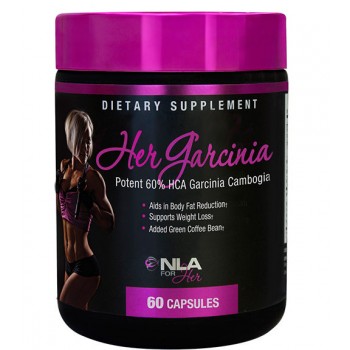 DIETARY SUPPLEMENT
Her Garcinia
Potent 60% HCA Garcinia Cambogia
• Aids in Body Fat Reduction†
• Supports Weight Loss†
• Added Green Coffee Bean†
NLA
FOR Her
60 CAPSULES